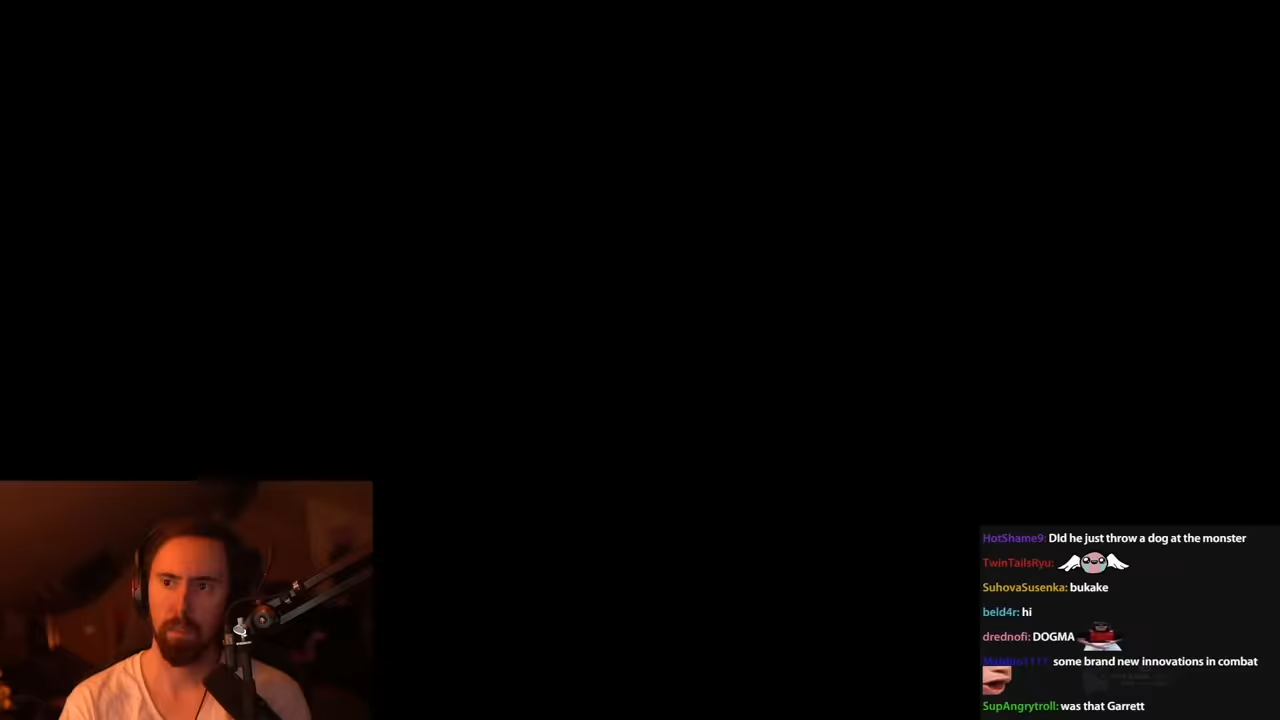 HotShame9: DId he just throw a dog at the monster
TwinTailsRyu:
SuhovaSusenka: bukake
beld4r: hi
drednofi: DOGMA
some brand new innovations in combat
SupAngrytroll: was that Garrett